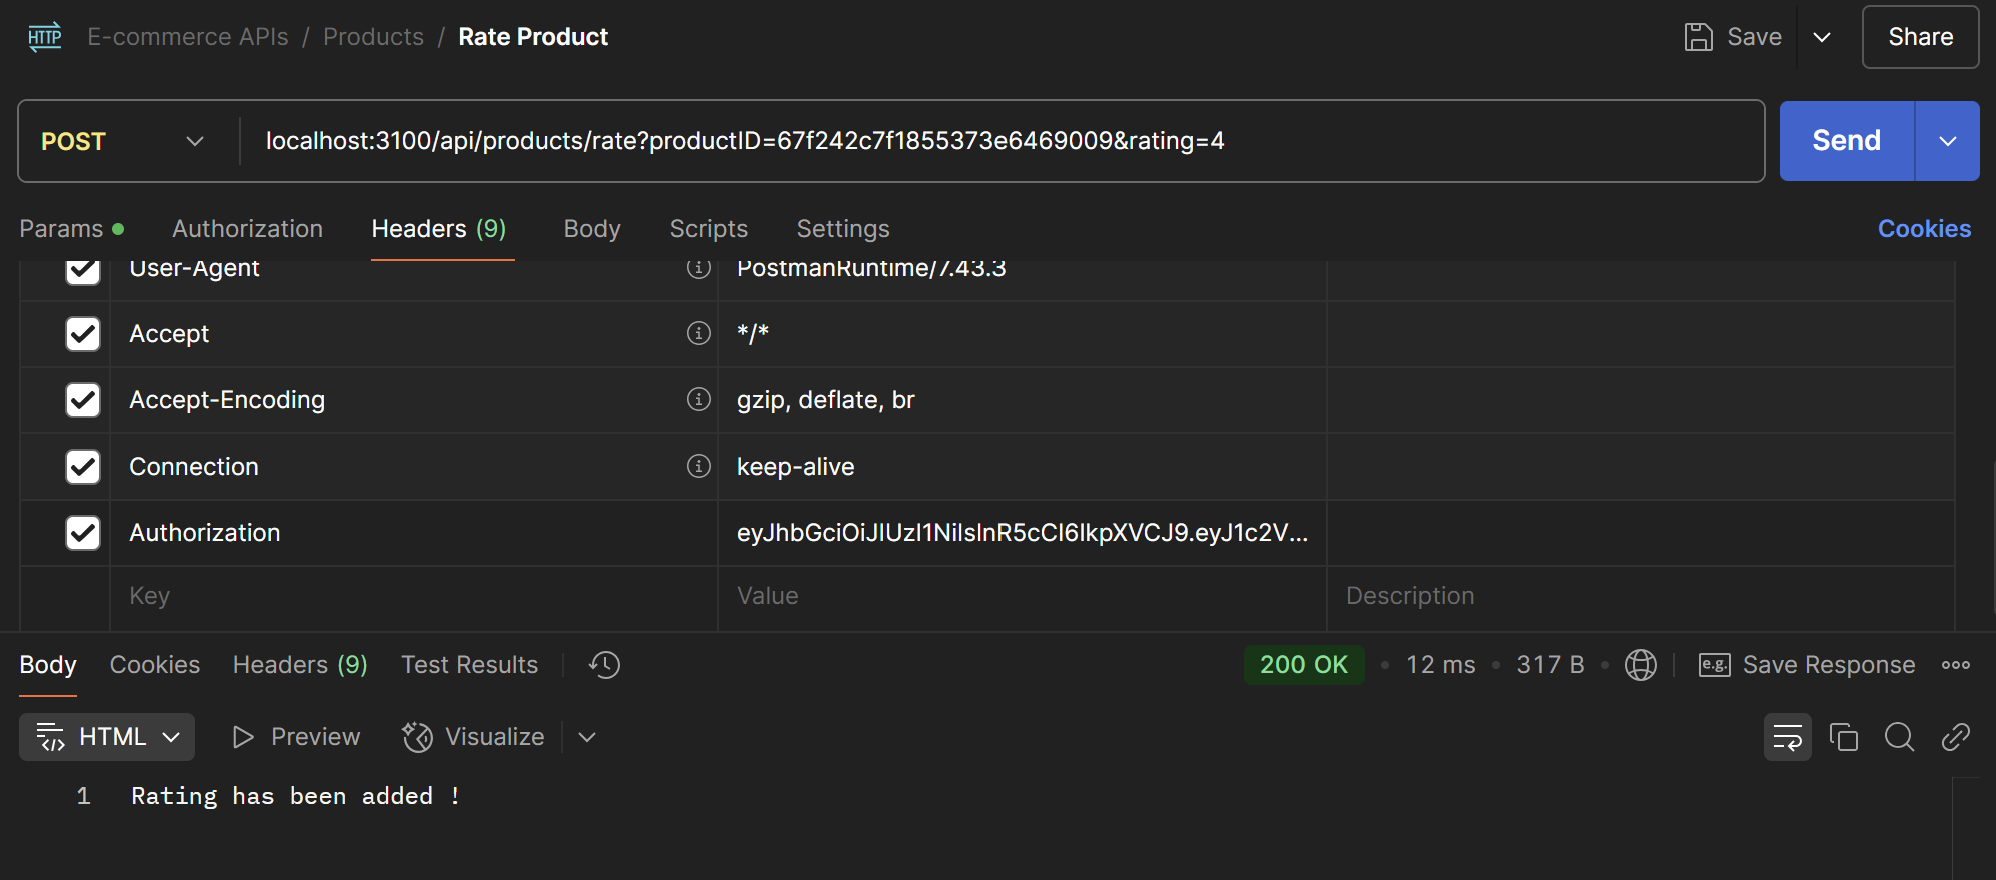 HTTP E-commerce APIs / Products / Rate Product Save Share
POST localhost:3100/api/products/rate?productID=67f242c7f1855373e6469009&rating=4 Send
Params Authorization Headers (9) Body Scripts Settings Cookies
User-Agent PostmanRuntime/7.43.3
Accept */*
Accept-Encoding gzip, deflate, br
Connection keep-alive
Authorization eyJhbGciOiJIUzI1NiIsInR5cCI6IkpXVCJ9.eyJ1c2V...
Key Value Description
Body Cookies Headers (9) Test Results 200 OK • 12 ms • 317 B • e.g. Save Response
HTML Preview Visualize
1 Rating has been added !